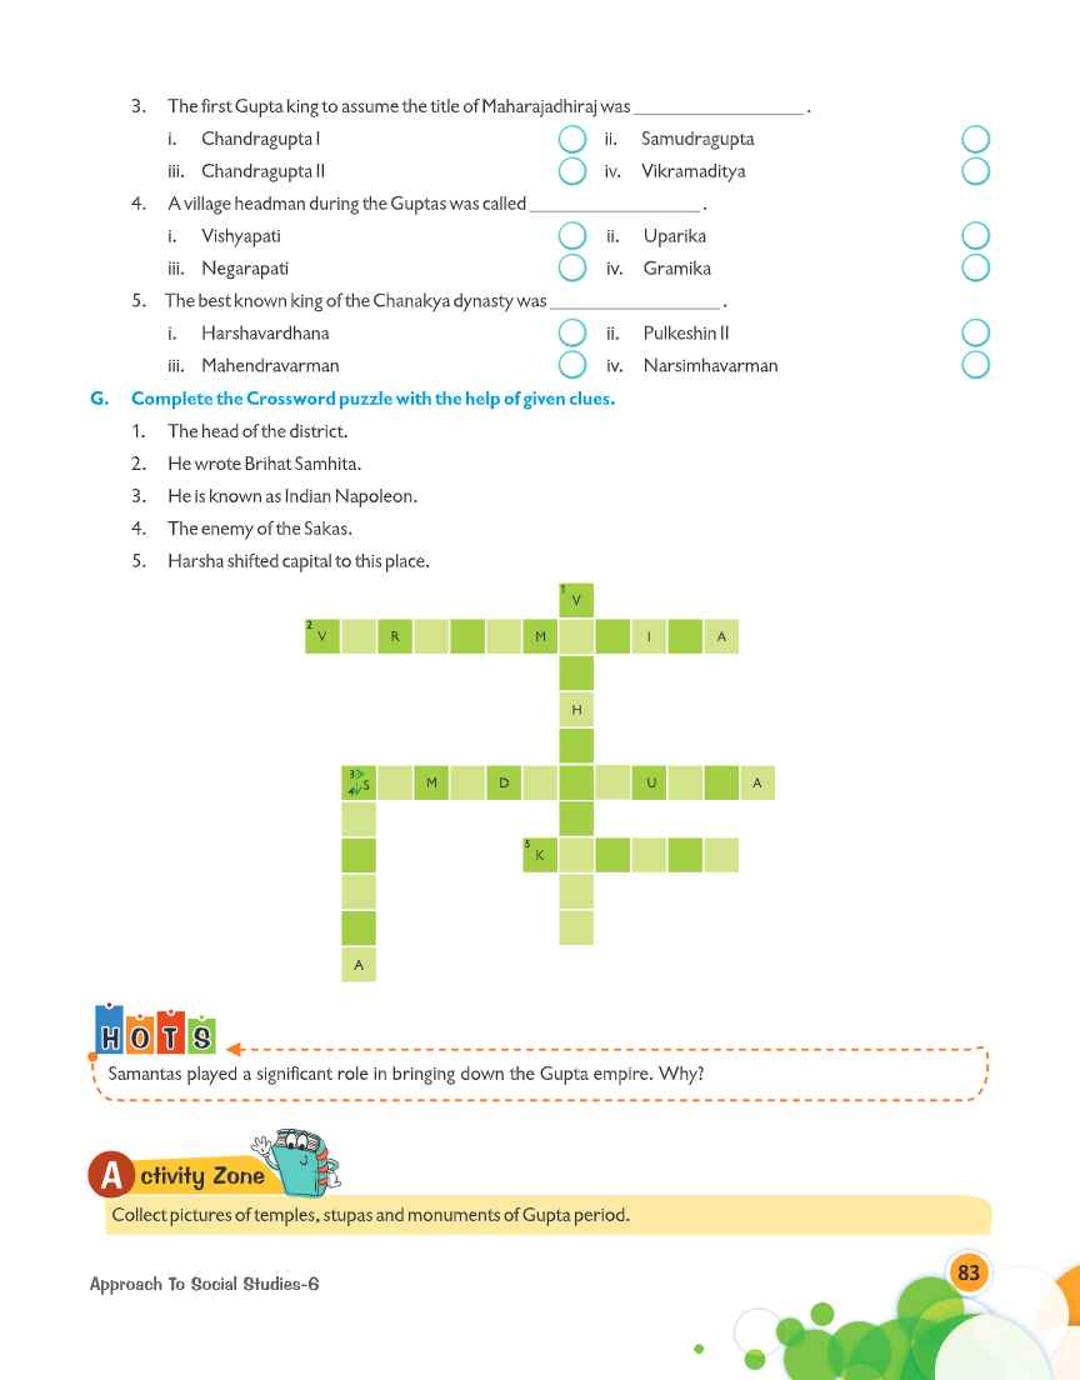 3. The first Gupta king to assume the title of Maharajadhiraj was __________________.
i. Chandragupta I ii. Samudragupta
iii. Chandragupta II iv. Vikramaditya
4. A village headman during the Guptas was called __________________.
i. Vishyapati ii. Uparika
iii. Negarapati iv. Gramika
5. The best known king of the Chanakya dynasty was __________________.
i. Harshavardhana ii. Pulkeshin II
iii. Mahendravarman iv. Narsimhavarman
G. Complete the Crossword puzzle with the help of given clues.
1. The head of the district.
2. He wrote Brihat Samhita.
3. He is known as Indian Napoleon.
4. The enemy of the Sakas.
5. Harsha shifted capital to this place.
1 V
2 V R M I A
H
3 4 S M D U A
5 K
A
HOTS
Samantas played a significant role in bringing down the Gupta empire. Why?
Activity Zone
Collect pictures of temples, stupas and monuments of Gupta period.
83
Approach To Social Studies-6